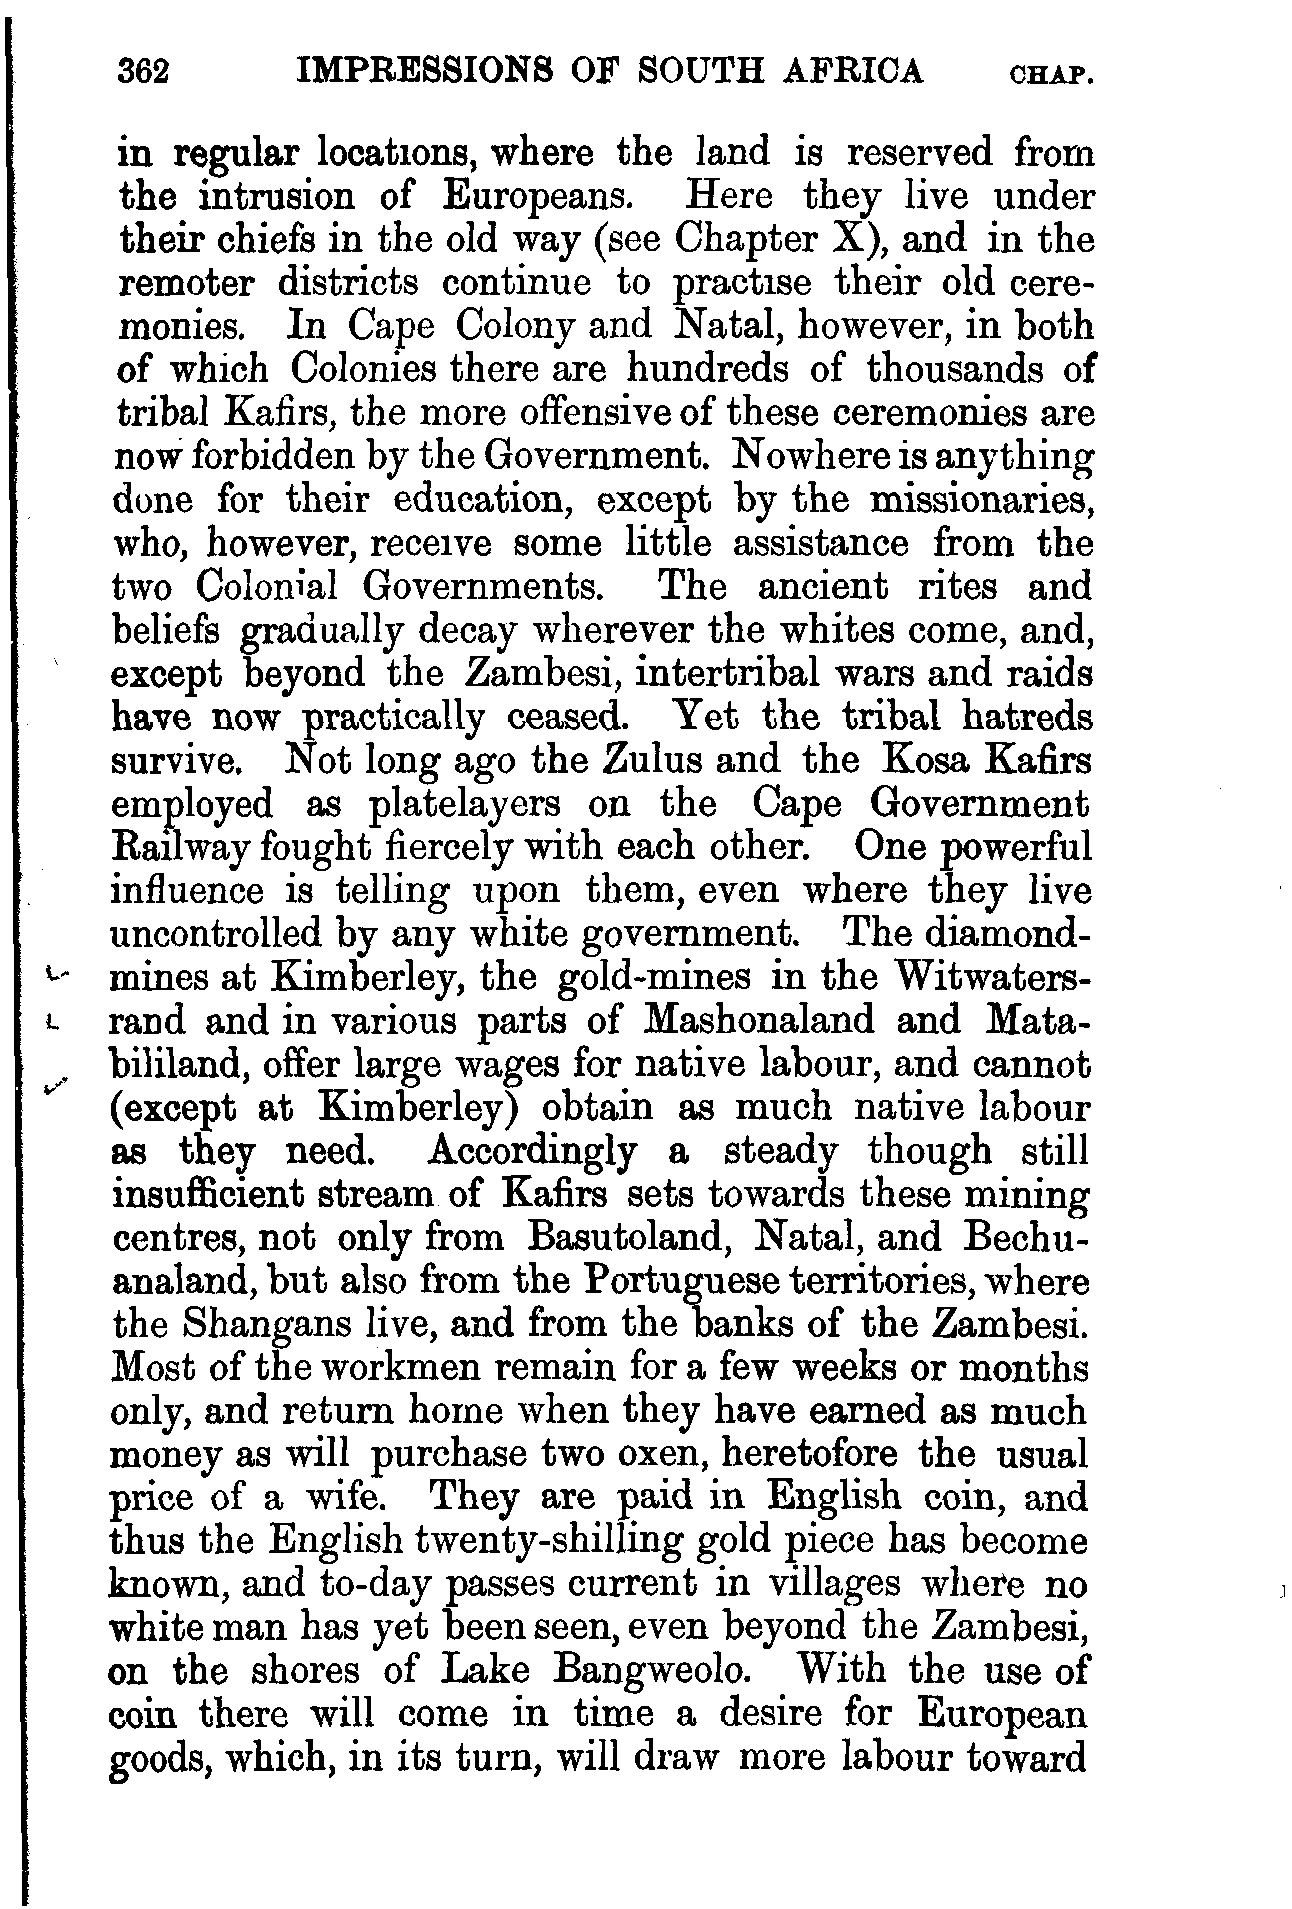 362 IMPRESSIONS OF SOUTH AFRICA CHAP.
in regular locations, where the land is reserved from
the intrusion of Europeans. Here they live under
their chiefs in the old way (see Chapter X), and in the
remoter districts continue to practise their old cere-
monies. In Cape Colony and Natal, however, in both
of which Colonies there are hundreds of thousands of
tribal Kafirs, the more offensive of these ceremonies are
now forbidden by the Government. Nowhere is anything
done for their education, except by the missionaries,
who, however, receive some little assistance from the
two Colonial Governments. The ancient rites and
beliefs gradually decay wherever the whites come, and,
except beyond the Zambesi, intertribal wars and raids
have now practically ceased. Yet the tribal hatreds
survive. Not long ago the Zulus and the Kosa Kafirs
employed as platelayers on the Cape Government
Railway fought fiercely with each other. One powerful
influence is telling upon them, even where they live
uncontrolled by any white government. The diamond-
mines at Kimberley, the gold-mines in the Witwaters-
rand and in various parts of Mashonaland and Mata-
bililand, offer large wages for native labour, and cannot
(except at Kimberley) obtain as much native labour
as they need. Accordingly a steady though still
insufficient stream of Kafirs sets towards these mining
centres, not only from Basutoland, Natal, and Bechu-
analand, but also from the Portuguese territories, where
the Shangans live, and from the banks of the Zambesi.
Most of the workmen remain for a few weeks or months
only, and return home when they have earned as much
money as will purchase two oxen, heretofore the usual
price of a wife. They are paid in English coin, and
thus the English twenty-shilling gold piece has become
known, and to-day passes current in villages where no
white man has yet been seen, even beyond the Zambesi,
on the shores of Lake Bangweolo. With the use of
coin there will come in time a desire for European
goods, which, in its turn, will draw more labour toward